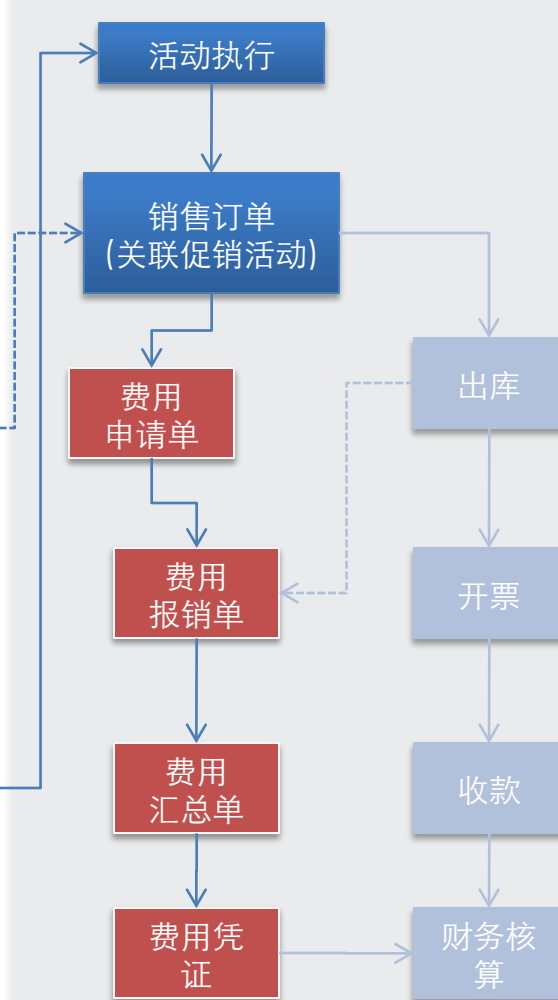 活动执行
销售订单
(关联促销活动)
出库
费用
申请单
费用
报销单
开票
费用
汇总单
收款
费用凭
证
财务核
算